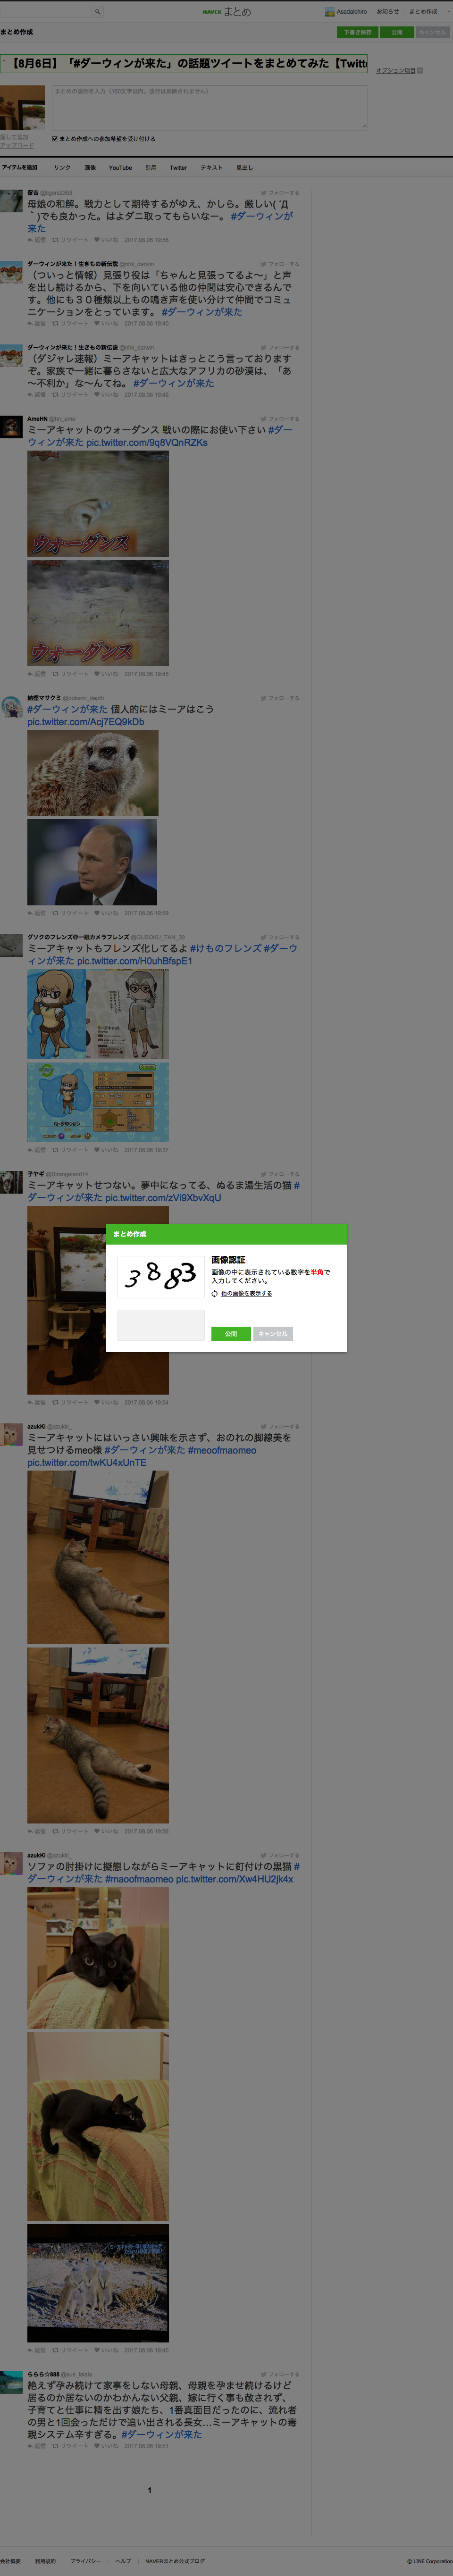 NAVER まとめ
Asadaiichiro お知らせ まとめ作成
まとめ作成
下書き保存 公開 キャンセル
【8月6日】「#ダーウィンが来た」の話題ツイートをまとめてみた【Twitt
オプション項目
まとめの説明を入力（150文字以内。改行は反映されません）
探して追加
アップロード
まとめ作成への参加希望を受け付ける
アイテムを追加 リンク 画像 YouTube 引用 Twitter テキスト 見出し
フォローする
母娘の和解。戦力として期待するがゆえ、かしら。厳しい( ´Д
｀)でも良かった。はよダニ取ってもらいなー。 #ダーウィンが
来た
返信 リツイート いいね 2017.08.06 19:56
ダーウィンが来た！生きもの新伝説 @nhk_darwin フォローする
（ついっと情報）見張り役は「ちゃんと見張ってるよ〜」と声
を出し続けるから、下を向いている他の仲間は安心できるんで
す。他にも３０種類以上もの鳴き声を使い分けて仲間でコミュ
ニケーションをとっています。 #ダーウィンが来た
返信 リツイート いいね
ダーウィンが来た！生きもの新伝説 @nhk_darwin フォローする
（ダジャレ速報）ミーアキャットはきっとこう言っております
ぞ。家族で一緒に暮らさないと広大なアフリカの砂漠は、「あ
〜不利か」な〜んてね。 #ダーウィンが来た
返信 リツイート いいね
AmeHN @hn_ame フォローする
ミーアキャットのウォーダンス 戦いの際にお使い下さい #ダー
ウィンが来た pic.twitter.com/9q8VQnRZKs
ウォーダンス
ウォーダンス
返信 リツイート いいね
フォローする
#ダーウィンが来た 個人的にはミーアはこう
pic.twitter.com/Acj7EQ9kDb
返信 リツイート いいね
グソクのフレンズ@一眼カメラフレンズ フォローする
ミーアキャットもフレンズ化してるよ #けものフレンズ #ダーウ
ィンが来た pic.twitter.com/H0uhBfspE1
返信 リツイート いいね 2017.08.06 19:37
子ヤギ フォローする
ミーアキャットせつない。夢中になってる、ぬるま湯生活の猫 #
ダーウィンが来た pic.twitter.com/zVi9XbvXqU
まとめ作成
3883
画像認証
画像の中に表示されている数字を半角で
入力してください。
他の画像を表示する
公開 キャンセル
返信 リツイート いいね 2017.08.06 19:54
azukKi @azukki_ フォローする
ミーアキャットにはいっさい興味を示さず、おのれの脚線美を
見せつけるmeo様 #ダーウィンが来た #meoofmaomeo
pic.twitter.com/twKU4xUnTE
返信 リツイート いいね 2017.08.06 19:56
azukKi @azukki_ フォローする
ソファの肘掛けに擬態しながらミーアキャットに釘付けの黒猫 #
ダーウィンが来た #maoofmaomeo pic.twitter.com/Xw4HU2jk4x
返信 リツイート いいね
ららら☆888 フォローする
絶えず孕み続けて家事をしない母親、母親を孕ませ続けるけど
居るのか居ないのかわかんない父親、嫁に行く事も赦されず、
子育てと仕事に精を出す娘たち、1番真面目だったのに、流れ者
の男と1回会っただけで追い出される長女…ミーアキャットの毒
親システム辛すぎる。#ダーウィンが来た
返信 リツイート いいね 2017.08.06 19:51
1
会社概要 利用規約 プライバシー ヘルプ NAVERまとめ公式ブログ
© LINE Corporation